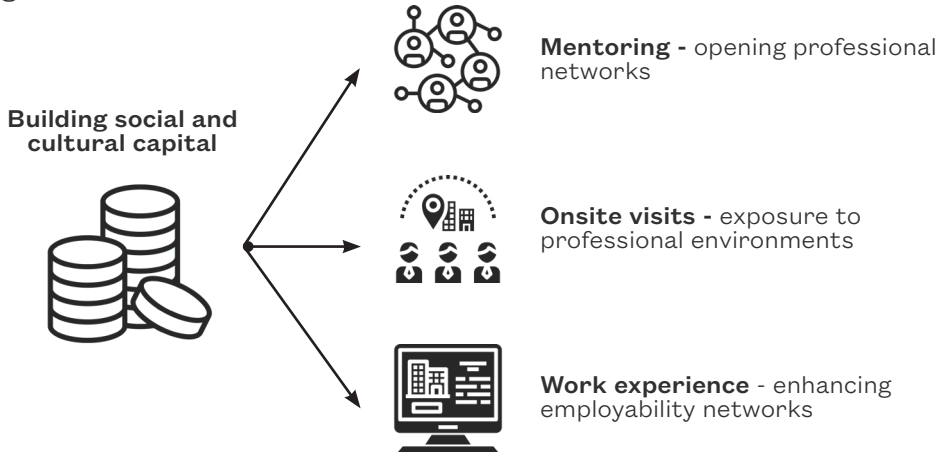 Building social and
cultural capital
Mentoring - opening professional
networks
Onsite visits - exposure to
professional environments
Work experience - enhancing
employability networks